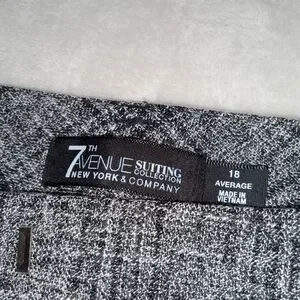 7TH AVENUE SUITING COLLECTION
NEW YORK & COMPANY
18
AVERAGE
MADE IN
VIETNAM